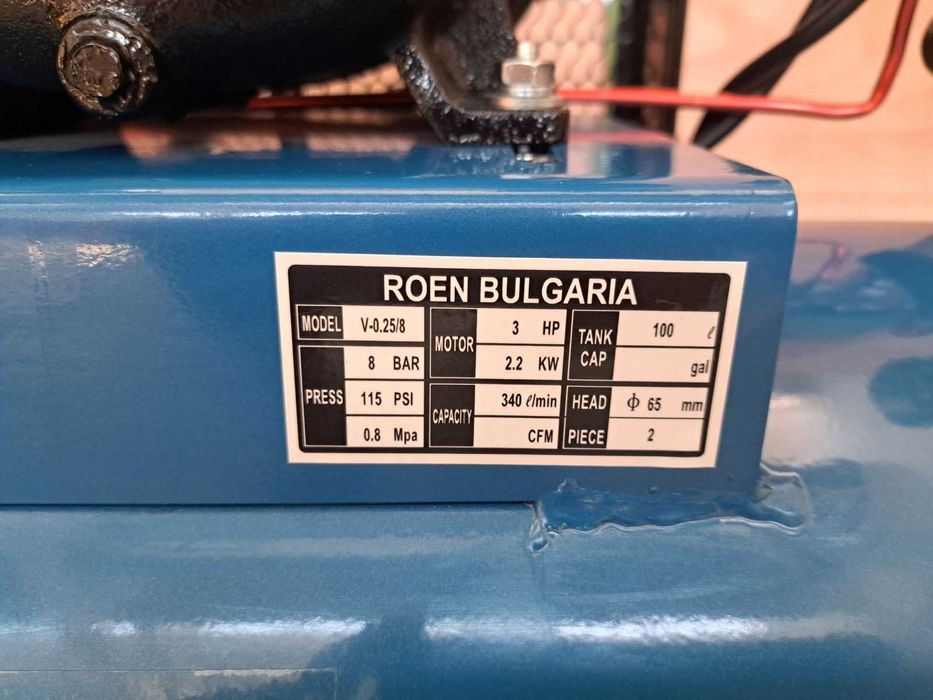 ROEN BULGARIA
MODEL V-0.25/8
PRESS 8 BAR
115 PSI
0.8 Mpa
MOTOR 3 HP
2.2 KW
CAPACITY 340 ℓ/min
CFM
TANK CAP 100 ℓ
gal
HEAD ϕ 65 mm
PIECE 2